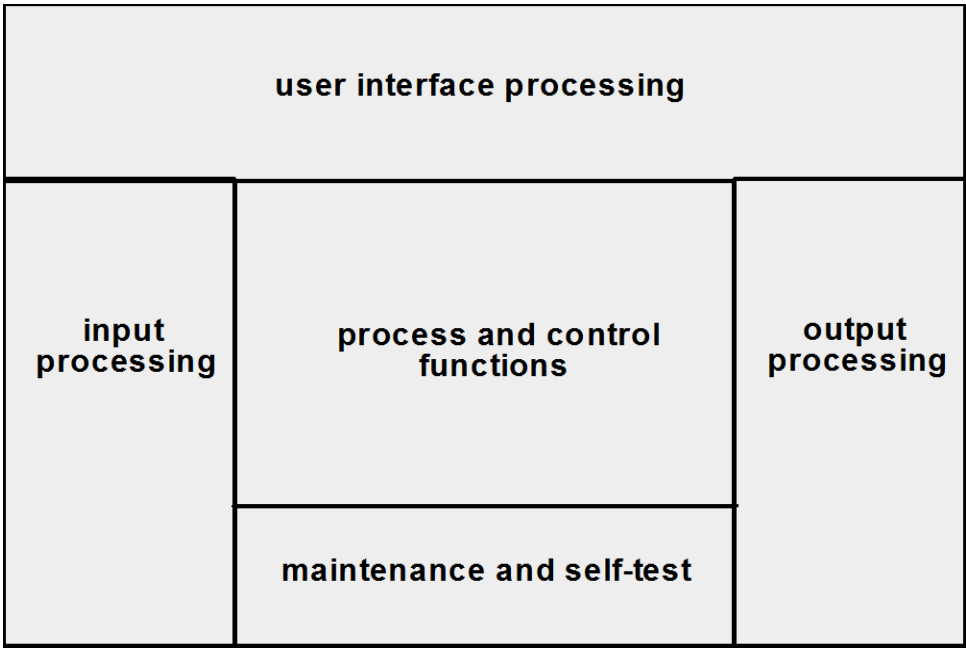 user interface processing
input
processing
process and control
functions
output
processing
maintenance and self-test